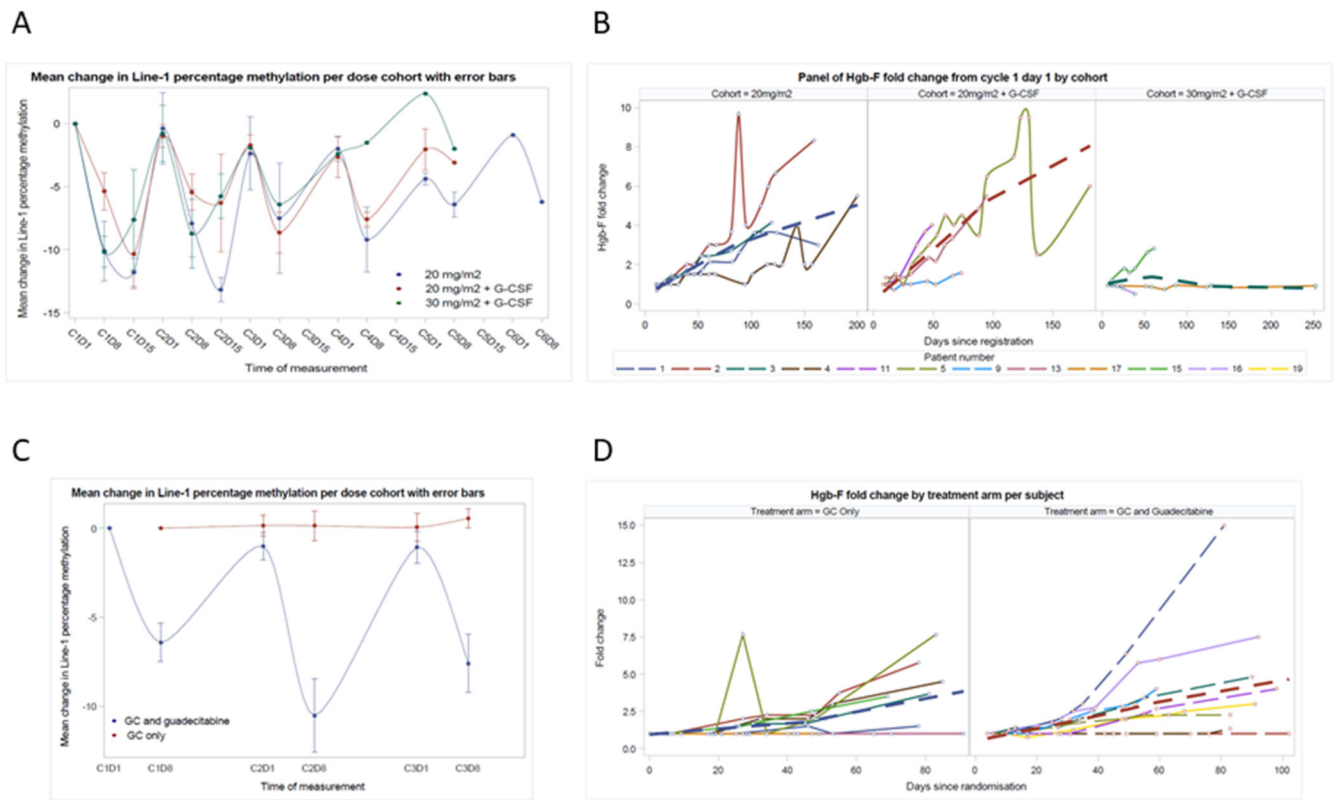 A
Mean change in Line-1 percentage methylation per dose cohort with error bars
Mean change in Line-1 percentage methylation
0
-5
-10
-15
20 mg/m2
20 mg/m2 + G-CSF
30 mg/m2 + G-CSF
C1D1
C1D8
C1D15
C2D1
C2D8
C2D15
C3D1
C3D8
C3D15
C4D1
C4D8
C4D15
C5D1
C5D8
C5D15
C6D1
C6D8
Time of measurement
B
Panel of Hgb-F fold change from cycle 1 day 1 by cohort
Cohort = 20mg/m2
Cohort = 20mg/m2 + G-CSF
Cohort = 30mg/m2 + G-CSF
Hgb-F fold change
10
8
6
4
2
0
0 50 100 150 200
0 50 100 150
0 50 100 150 200 250
Days since registration
Patient number
1 2 3 4 11 5 9 13 17 15 16 19
C
Mean change in Line-1 percentage methylation per dose cohort with error bars
Mean change in Line-1 percentage methylation
0
-5
-10
GC and guadecitabine
GC only
C1D1 C1D8 C2D1 C2D8 C3D1 C3D8
Time of measurement
D
Hgb-F fold change by treatment arm per subject
Treatment arm = GC Only
Treatment arm = GC and Guadecitabine
Fold change
15.0
12.5
10.0
7.5
5.0
2.5
0.0
0 20 40 60 80
0 20 40 60 80 100
Days since randomisation